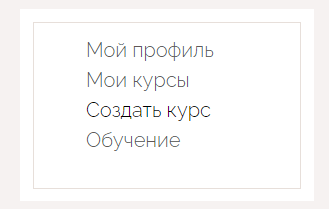 Мой профиль
Мои курсы
Создать курс
Обучение